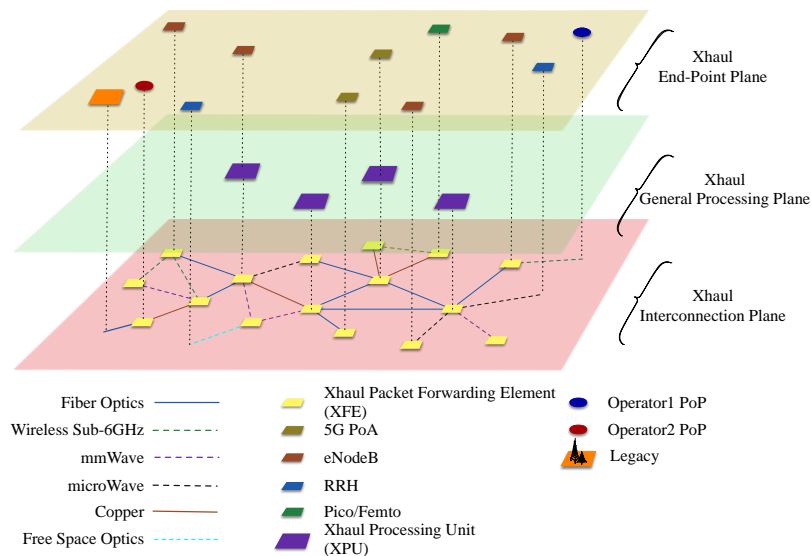 Xhaul
End-Point Plane
Xhaul
General Processing Plane
Xhaul
Interconnection Plane
Fiber Optics
Wireless Sub-6GHz
mmWave
microWave
Copper
Free Space Optics
Xhaul Packet Forwarding Element
(XFE)
5G PoA
eNodeB
RRH
Pico/Femto
Xhaul Processing Unit
(XPU)
Operator1 PoP
Operator2 PoP
Legacy